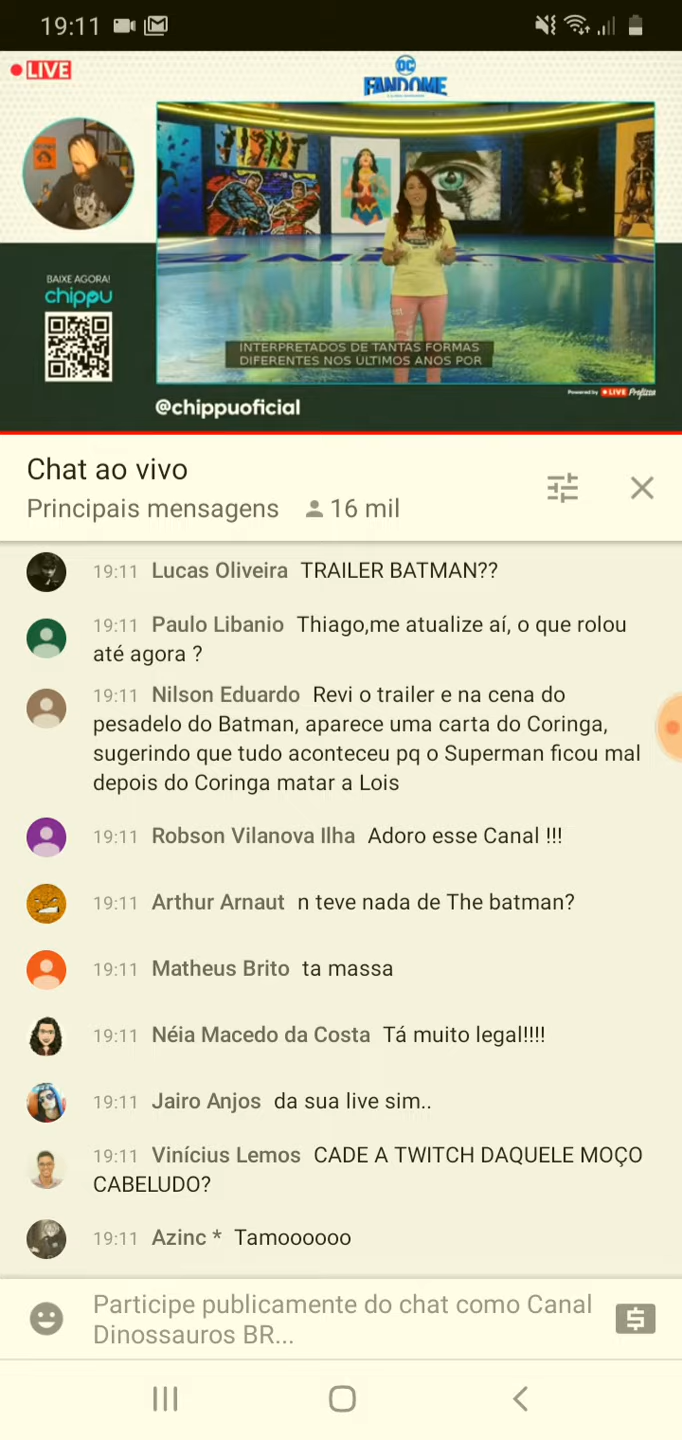 19:11
LIVE
DC
FANDOME
BAIXE AGORA!
chippu
INTERPRETADOS DE TANTAS FORMAS
DIFERENTES NOS ULTIMOS ANOS POR
Powered by LIVE Profissa
@chippuoficial
Chat ao vivo
Principais mensagens 16 mil
19:11 Lucas Oliveira TRAILER BATMAN??
19:11 Paulo Libanio Thiago,me atualize aí, o que rolou
até agora ?
19:11 Nilson Eduardo Revi o trailer e na cena do
pesadelo do Batman, aparece uma carta do Coringa,
sugerindo que tudo aconteceu pq o Superman ficou mal
depois do Coringa matar a Lois
19:11 Robson Vilanova Ilha Adoro esse Canal !!!
19:11 Arthur Arnaut n teve nada de The batman?
19:11 Matheus Brito ta massa
19:11 Néia Macedo da Costa Tá muito legal!!!!
19:11 Jairo Anjos da sua live sim..
19:11 Vinícius Lemos CADE A TWITCH DAQUELE MOÇO
CABELUDO?
19:11 Azinc * Tamoooooo
Participe publicamente do chat como Canal
Dinossauros BR...